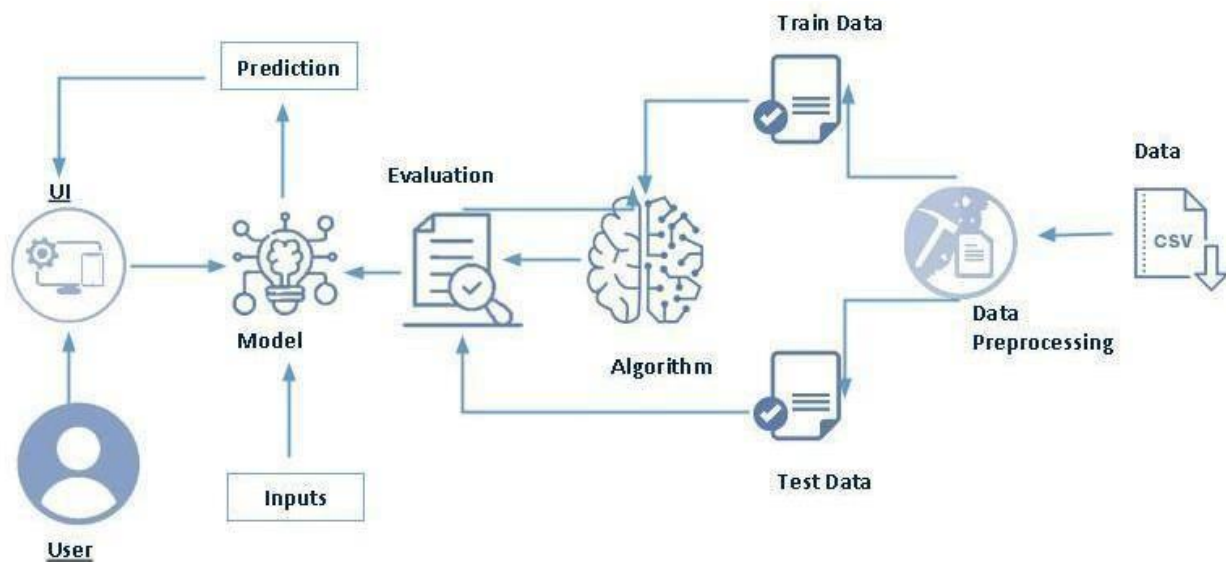 Train Data
Prediction
Data
Evaluation
UI
CSV
Data
Preprocessing
Model
Algorithm
Test Data
Inputs
User